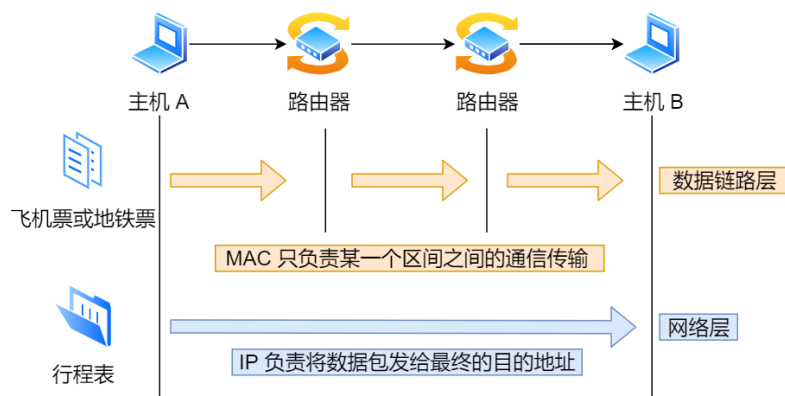 主机 A
路由器
路由器
主机 B
飞机票或地铁票
数据链路层
MAC 只负责某一个区间之间的通信传输
网络层
行程表
IP 负责将数据包发给最终的目的地址